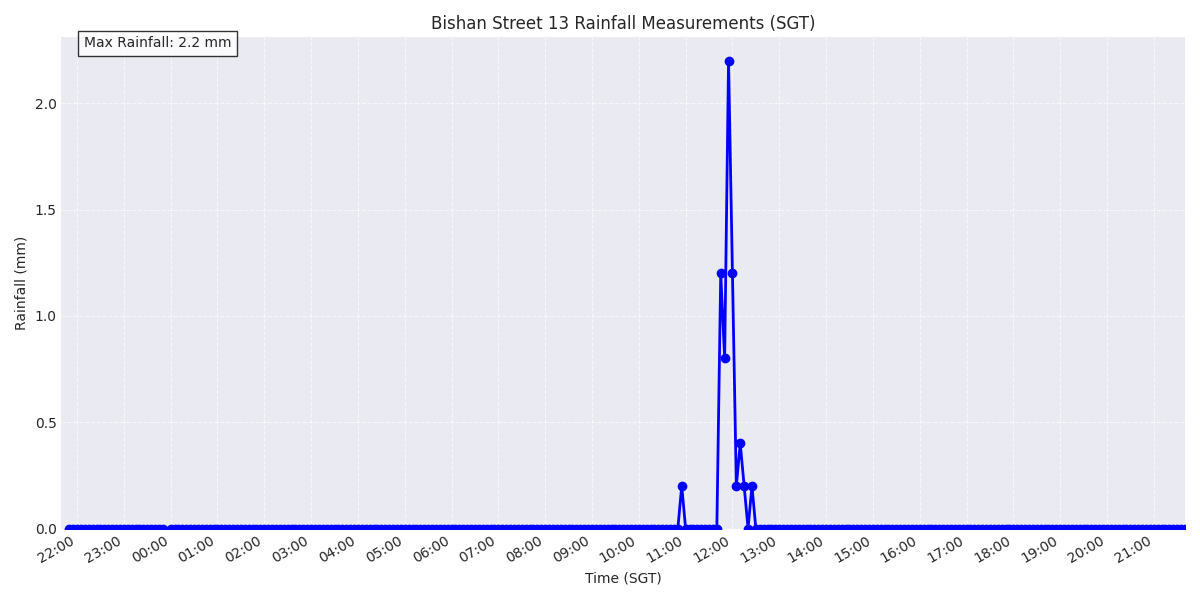 Bishan Street 13 Rainfall Measurements (SGT)
Max Rainfall: 2.2 mm
Rainfall (mm)
2.0
1.5
1.0
0.5
0.0
22:00 23:00 00:00 01:00 02:00 03:00 04:00 05:00 06:00 07:00 08:00 09:00 10:00 11:00 12:00 13:00 14:00 15:00 16:00 17:00 18:00 19:00 20:00 21:00
Time (SGT)